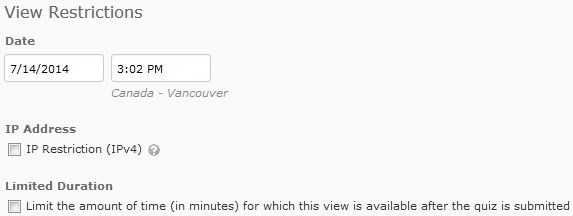 View Restrictions
Date
7/14/2014 3:02 PM
Canada - Vancouver
IP Address
IP Restriction (IPv4) ?
Limited Duration
Limit the amount of time (in minutes) for which this view is available after the quiz is submitted